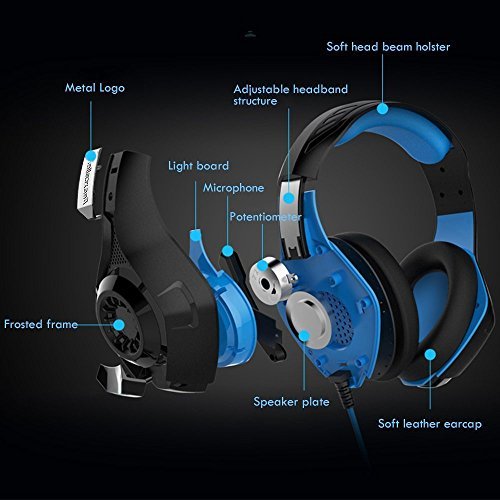 Soft head beam holster
Metal Logo
Adjustable headband
structure
Light board
Microphone
Potentiometer
Frosted frame
Speaker plate
Soft leather earcap